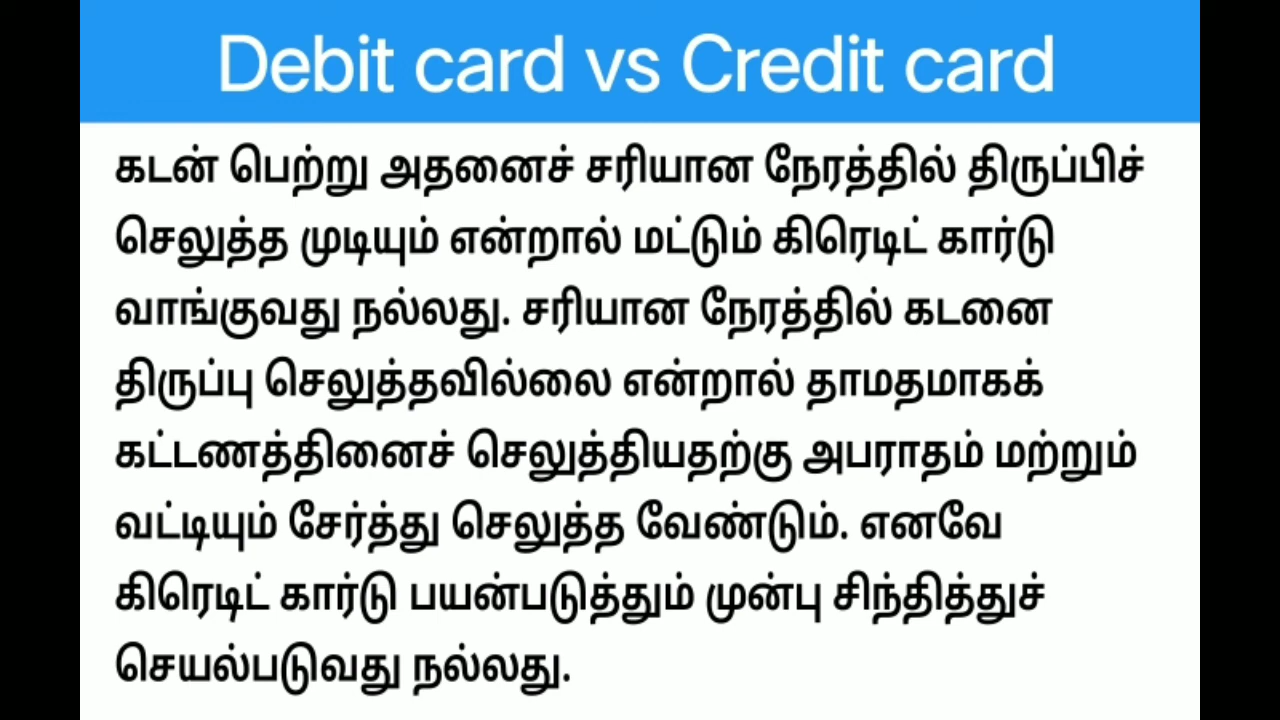 Debit card vs Credit card
கடன் பெற்று அதனைச் சரியான நேரத்தில் திருப்பிச்
செலுத்த முடியும் என்றால் மட்டும் கிரெடிட் கார்டு
வாங்குவது நல்லது. சரியான நேரத்தில் கடனை
திருப்பு செலுத்தவில்லை என்றால் தாமதமாகக்
கட்டணத்தினைச் செலுத்தியதற்கு அபராதம் மற்றும்
வட்டியும் சேர்த்து செலுத்த வேண்டும். எனவே
கிரெடிட் கார்டு பயன்படுத்தும் முன்பு சிந்தித்துச்
செயல்படுவது நல்லது.